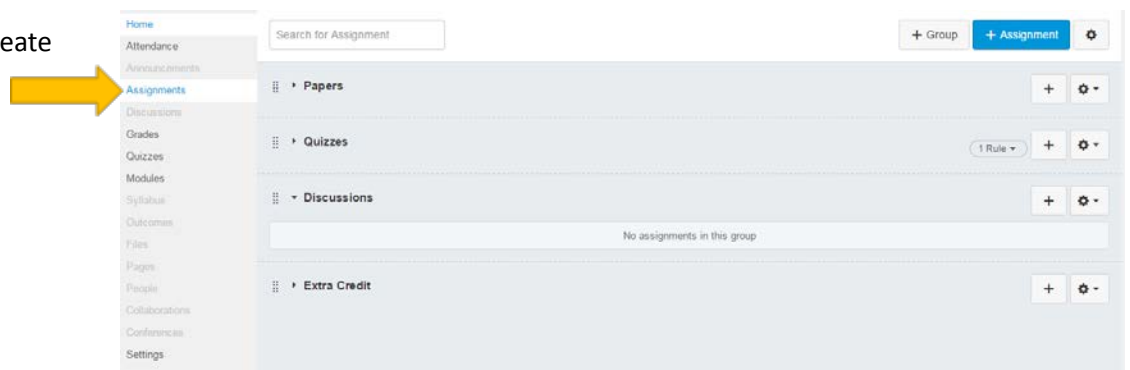 eate
Home
Attendance
Announcements
Assignments
Discussions
Grades
Quizzes
Modules
Syllabus
Outcomes
Files
Pages
People
Collaborations
Conferences
Settings
Search for Assignment
+ Group
+ Assignment
Papers
Quizzes
1 Rule
Discussions
No assignments in this group
Extra Credit